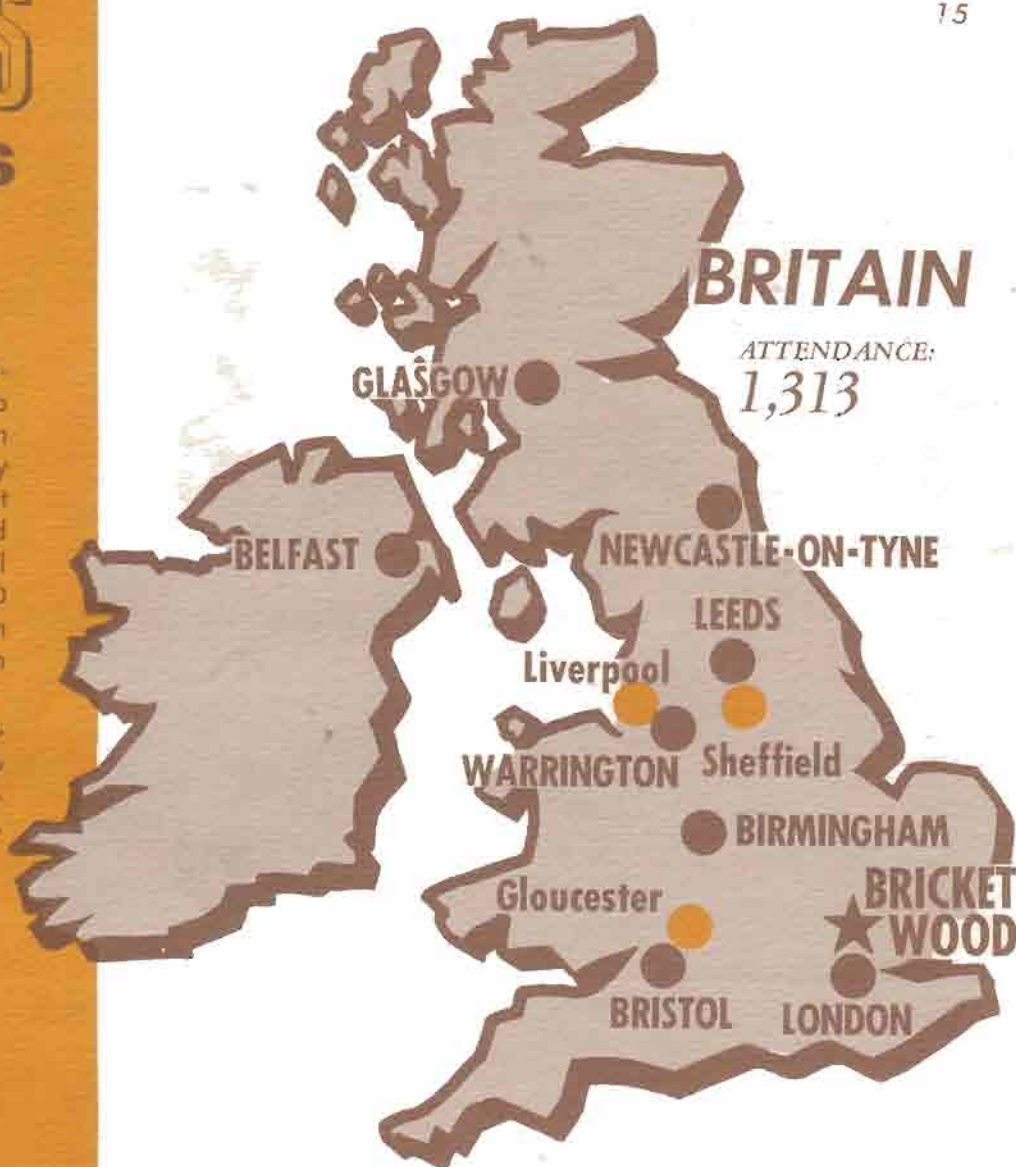 15
BRITAIN
ATTENDANCE:
1,313
GLASGOW
BELFAST
NEWCASTLE-ON-TYNE
LEEDS
Liverpool
WARRINGTON
Sheffield
BIRMINGHAM
Gloucester
BRICKET
WOOD
BRISTOL
LONDON